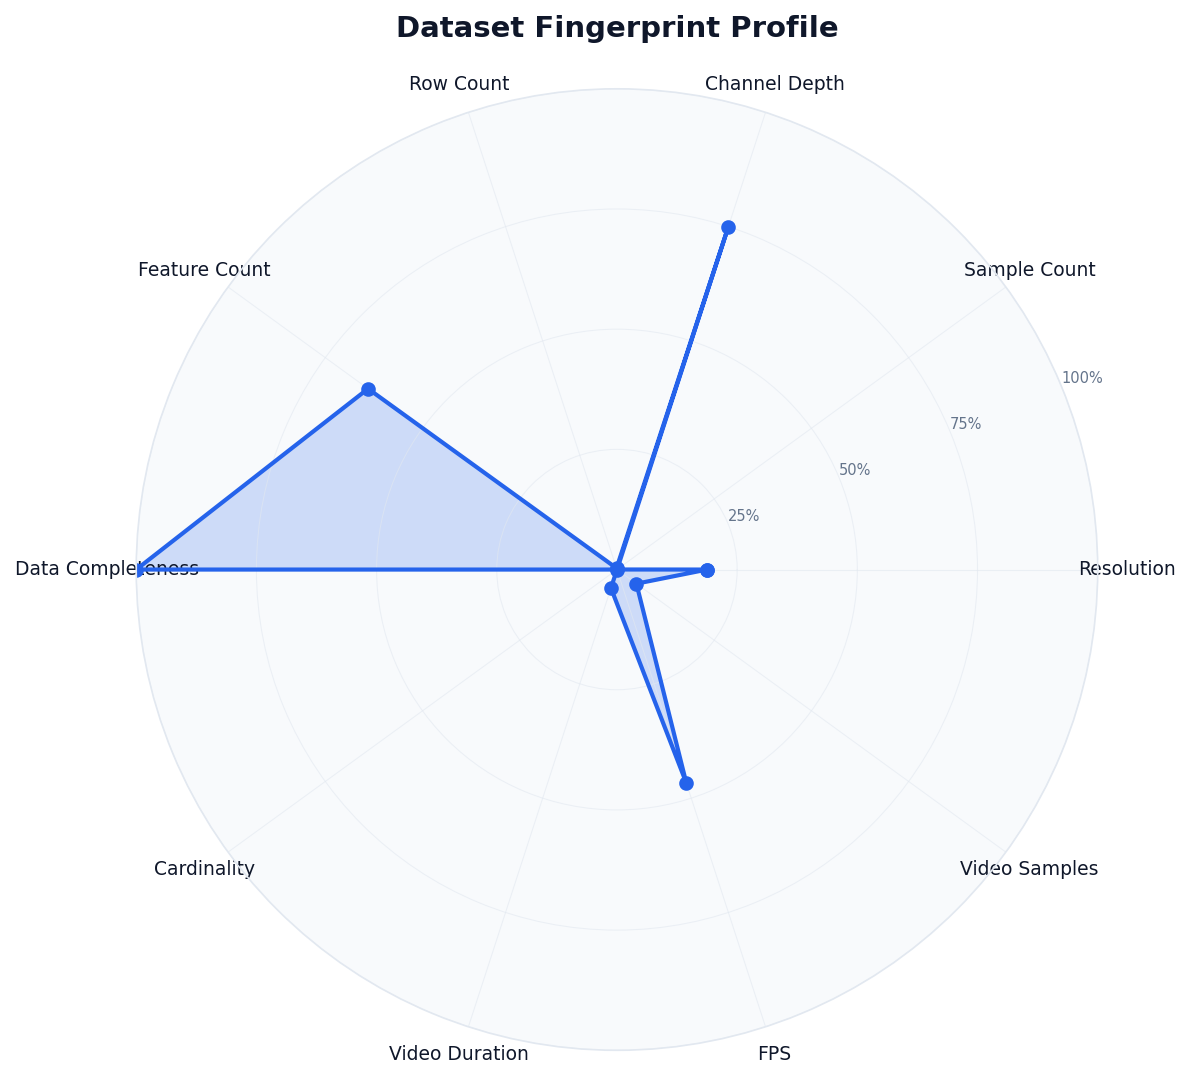 Dataset Fingerprint Profile
Row Count
Channel Depth
Feature Count
Sample Count
100%
75%
50%
25%
Data Completeness
Resolution
Cardinality
Video Samples
Video Duration
FPS